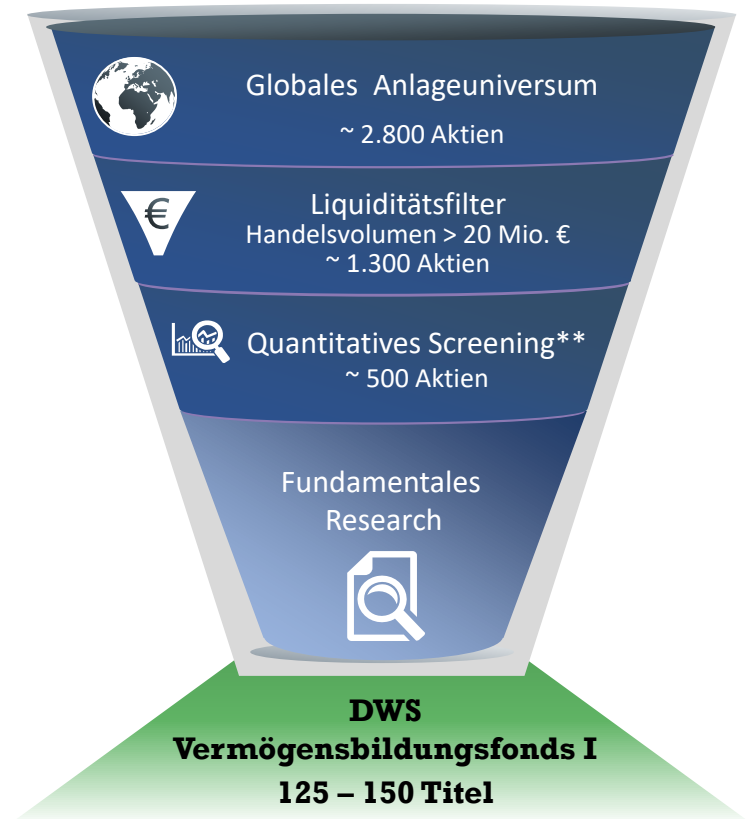 Globales Anlageuniversum
~ 2.800 Aktien
€
Liquiditätsfilter
Handelsvolumen > 20 Mio. €
~ 1.300 Aktien
Quantitatives Screening**
~ 500 Aktien
Fundamentales
Research
DWS
Vermögensbildungsfonds I
125 – 150 Titel